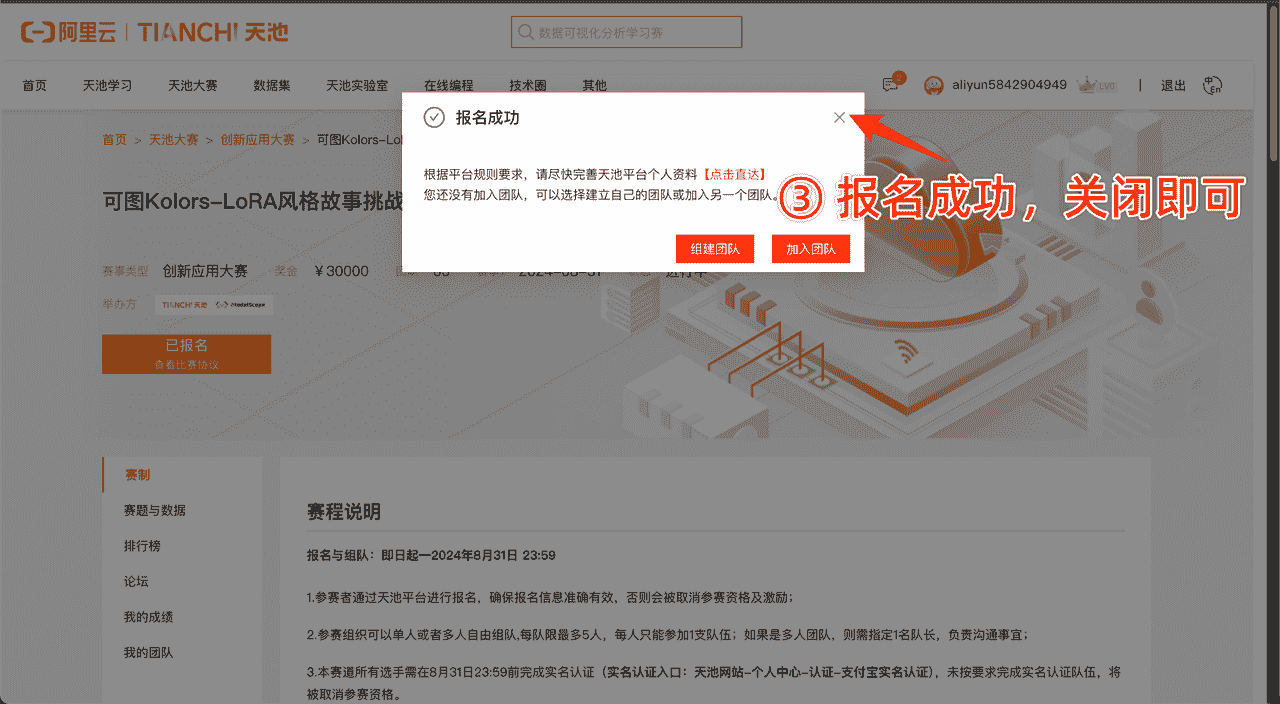 阿里云 | TIANCHI 天池
数据可视化分析学习赛
首页 天池学习 天池大赛 数据集 天池实验室 在线编程 技术圈 其他
2 aliyun5842904949 LV0 | 退出 中 En
首页 > 天池大赛 > 创新应用大赛 > 可图Kolors-Lo
报名成功
根据平台规则要求，请尽快完善天池平台个人资料【点击直达】
您还没有加入团队，可以选择建立自己的团队或加入另一个团队。
组建团队 加入团队
③ 报名成功，关闭即可
可图Kolors-LoRA风格故事挑战
赛事类型 创新应用大赛 奖金 ￥30000
进行中
举办方 TIANCHI 天池 ModelScope
已报名
查看比赛协议
赛制
赛题与数据
排行榜
论坛
我的成绩
我的团队
赛程说明
报名与组队：即日起—2024年8月31日 23:59
1.参赛者通过天池平台进行报名，确保报名信息准确有效，否则会被取消参赛资格及激励；
2.参赛组织可以单人或者多人自由组队,每队限最多5人，每人只能参加1支队伍；如果是多人团队，则需指定1名队长，负责沟通事宜；
3.本赛道所有选手需在8月31日23:59前完成实名认证（实名认证入口：天池网站-个人中心-认证-支付宝实名认证），未按要求完成实名认证队伍，将
被取消参赛资格。